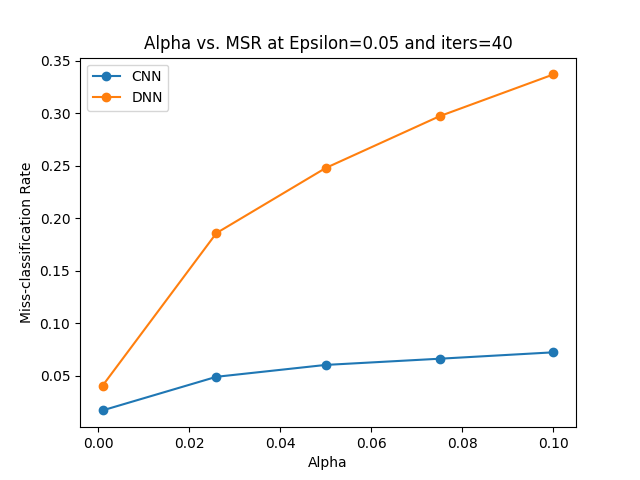 Alpha vs. MSR at Epsilon=0.05 and iters=40
CNN
DNN
Miss-classification Rate
0.35
0.30
0.25
0.20
0.15
0.10
0.05
0.00 0.02 0.04 0.06 0.08 0.10
Alpha